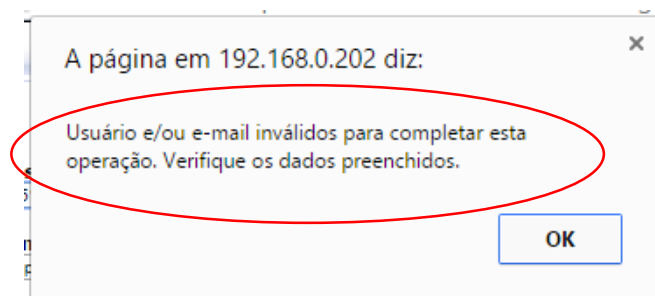 A página em 192.168.0.202 diz:
×
Usuário e/ou e-mail inválidos para completar esta
operação. Verifique os dados preenchidos.
OK